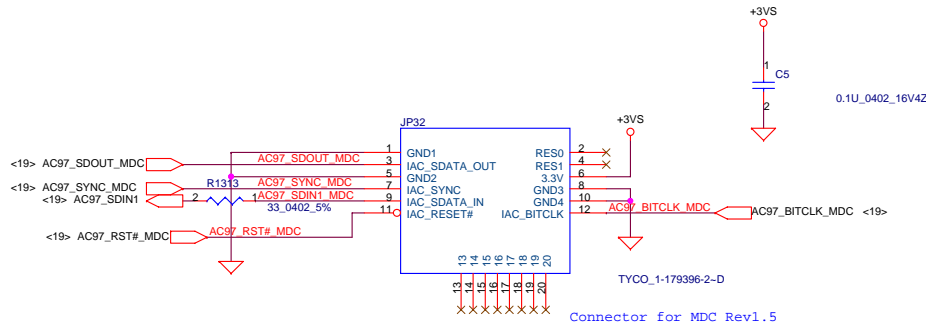 +3VS
1
C5
2
0.1U_0402_16V4Z
+3VS
JP32
1 GND1 RES0 2
<19> AC97_SDOUT_MDC AC97_SDOUT_MDC 3 IAC_SDATA_OUT RES1 4
5 GND2 3.3V 6
<19> AC97_SYNC_MDC AC97_SYNC_MDC 7 IAC_SYNC GND3 8
<19> AC97_SDIN1 2 R1313 1 AC97_SDIN1_MDC 9 IAC_SDATA_IN GND4 10
33_0402_5% 11 IAC_RESET# IAC_BITCLK 12 AC97_BITCLK_MDC AC97_BITCLK_MDC <19>
<19> AC97_RST#_MDC AC97_RST#_MDC
13 14 15 16 17 18 19 20
13 14 15 16 17 18 19 20
TYCO_1-179396-2~D
Connector for MDC Rev1.5